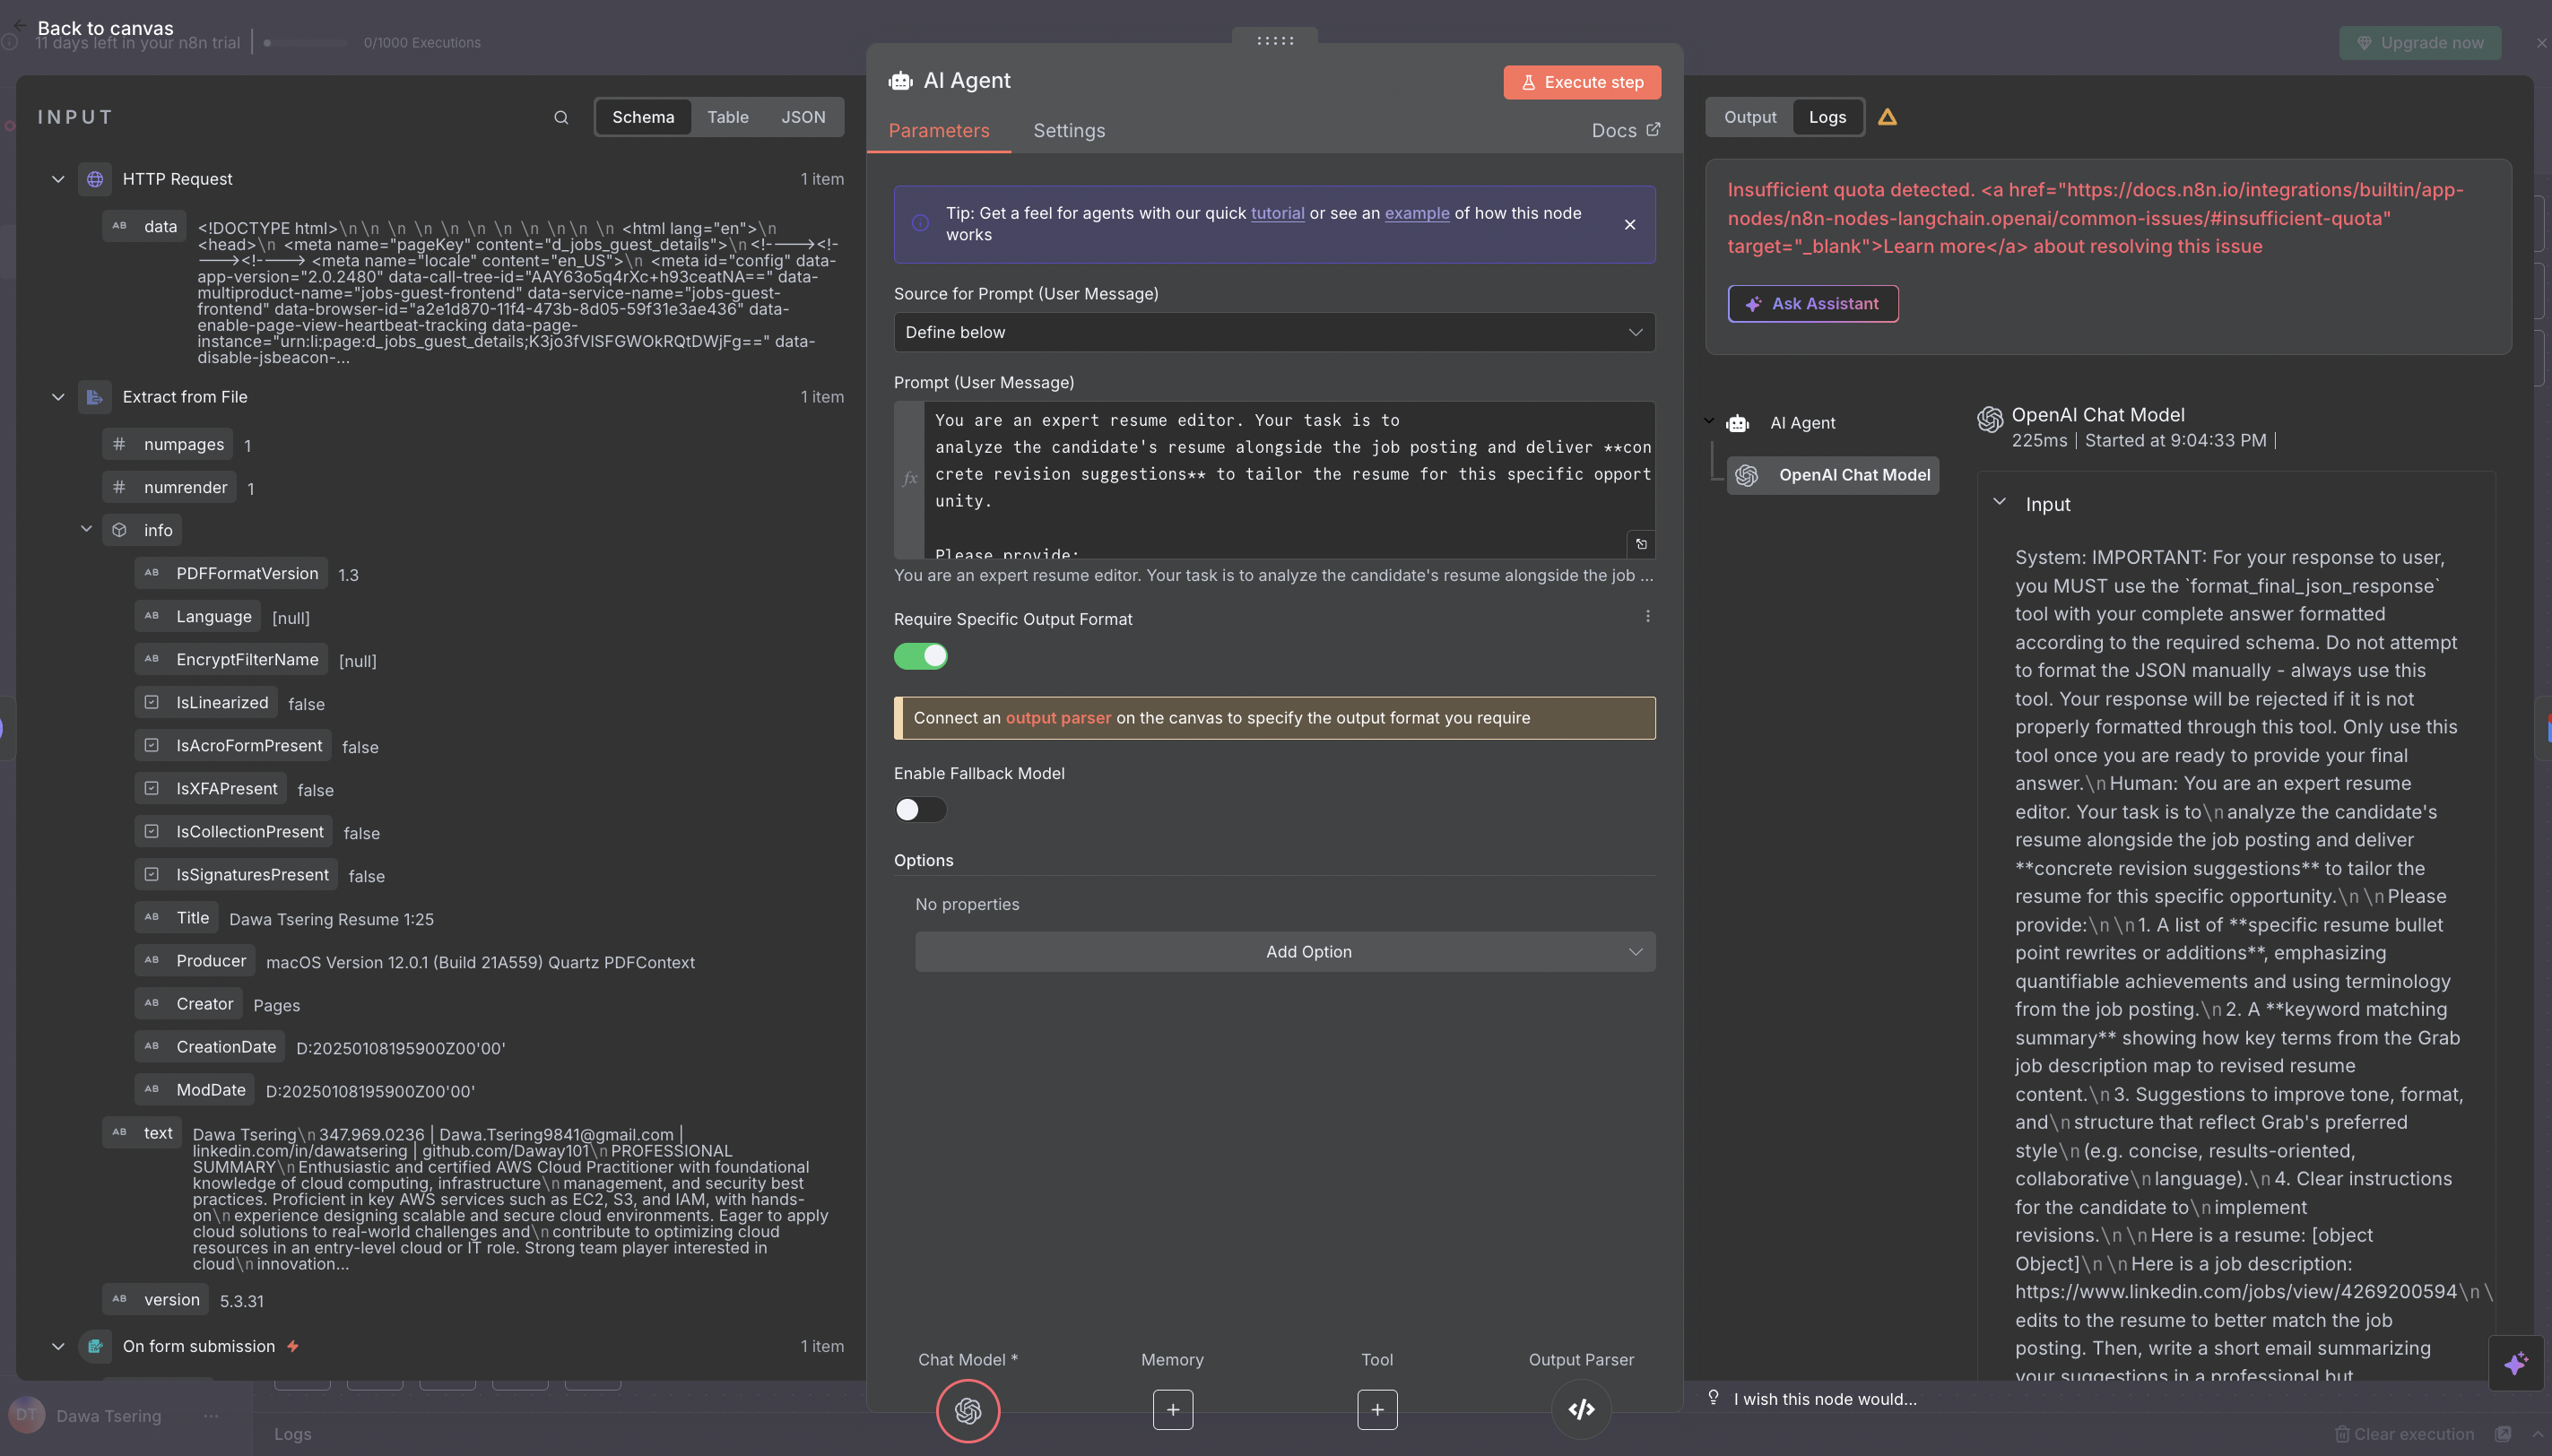 Back to canvas
11 days left in your n8n trial
0/1000 Executions
Upgrade now
INPUT
Schema
Table
JSON
HTTP Request
1 item
data
<!DOCTYPE html>\n\n \n \n \n \n \n \n \n \n <html lang="en">\n
<head>\n <meta name="pageKey" content="d_jobs_guest_details">\n<!----><!-
---><!----> <meta name="locale" content="en_US">\n <meta id="config" data-
app-version="2.0.2480" data-call-tree-id="AAY63o5q4rXc+h93ceatNA==" data-
multiproduct-name="jobs-guest-frontend" data-service-name="jobs-guest-
frontend" data-browser-id="a2e1d870-11f4-473b-8d05-59f31e3ae436" data-
enable-page-view-heartbeat-tracking data-page-
instance="urn:li:page:d_jobs_guest_details;K3jo3fVISFGWOkRQtDWjFg==" data-
disable-jsbeacon-...
Extract from File
1 item
numpages 1
numrender 1
info
PDFFormatVersion 1.3
Language [null]
EncryptFilterName [null]
IsLinearized false
IsAcroFormPresent false
IsXFAPresent false
IsCollectionPresent false
IsSignaturesPresent false
Title Dawa Tsering Resume 1:25
Producer macOS Version 12.0.1 (Build 21A559) Quartz PDFContext
Creator Pages
CreationDate D:20250108195900Z00'00'
ModDate D:20250108195900Z00'00'
text
Dawa Tsering\n347.969.0236 | Dawa.Tsering9841@gmail.com |
linkedin.com/in/dawatsering | github.com/Daway101\nPROFESSIONAL
SUMMARY\nEnthusiastic and certified AWS Cloud Practitioner with foundational
knowledge of cloud computing, infrastructure\nmanagement, and security best
practices. Proficient in key AWS services such as EC2, S3, and IAM, with hands-
on\nexperience designing scalable and secure cloud environments. Eager to apply
cloud solutions to real-world challenges and\ncontribute to optimizing cloud
resources in an entry-level cloud or IT role. Strong team player interested in
cloud\ninnovation...
version 5.3.31
On form submission
1 item
DT
Dawa Tsering
Logs
AI Agent
Execute step
Parameters
Settings
Docs
Tip: Get a feel for agents with our quick tutorial or see an example of how this node
works
Source for Prompt (User Message)
Define below
Prompt (User Message)
fx
You are an expert resume editor. Your task is to
analyze the candidate's resume alongside the job posting and deliver **con
crete revision suggestions** to tailor the resume for this specific opport
unity.
Please provide:
You are an expert resume editor. Your task is to analyze the candidate's resume alongside the job ...
Require Specific Output Format
Connect an output parser on the canvas to specify the output format you require
Enable Fallback Model
Options
No properties
Add Option
Chat Model *
Memory
Tool
Output Parser
Output
Logs
Insufficient quota detected. <a href="https://docs.n8n.io/integrations/builtin/app-
nodes/n8n-nodes-langchain.openai/common-issues/#insufficient-quota"
target="_blank">Learn more</a> about resolving this issue
Ask Assistant
AI Agent
OpenAI Chat Model
OpenAI Chat Model
225ms | Started at 9:04:33 PM |
Input
System: IMPORTANT: For your response to user,
you MUST use the `format_final_json_response`
tool with your complete answer formatted
according to the required schema. Do not attempt
to format the JSON manually - always use this
tool. Your response will be rejected if it is not
properly formatted through this tool. Only use this
tool once you are ready to provide your final
answer.\nHuman: You are an expert resume
editor. Your task is to\nanalyze the candidate's
resume alongside the job posting and deliver
**concrete revision suggestions** to tailor the
resume for this specific opportunity.\n\nPlease
provide:\n\n1. A list of **specific resume bullet
point rewrites or additions**, emphasizing
quantifiable achievements and using terminology
from the job posting.\n2. A **keyword matching
summary** showing how key terms from the Grab
job description map to revised resume
content.\n3. Suggestions to improve tone, format,
and\nstructure that reflect Grab's preferred
style\n(e.g. concise, results-oriented,
collaborative\nlanguage).\n4. Clear instructions
for the candidate to\nimplement
revisions.\n\nHere is a resume: [object
Object]\n\nHere is a job description:
https://www.linkedin.com/jobs/view/4269200594\n\
edits to the resume to better match the job
posting. Then, write a short email summarizing
your suggestions in a professional but
I wish this node would...
Clear execution